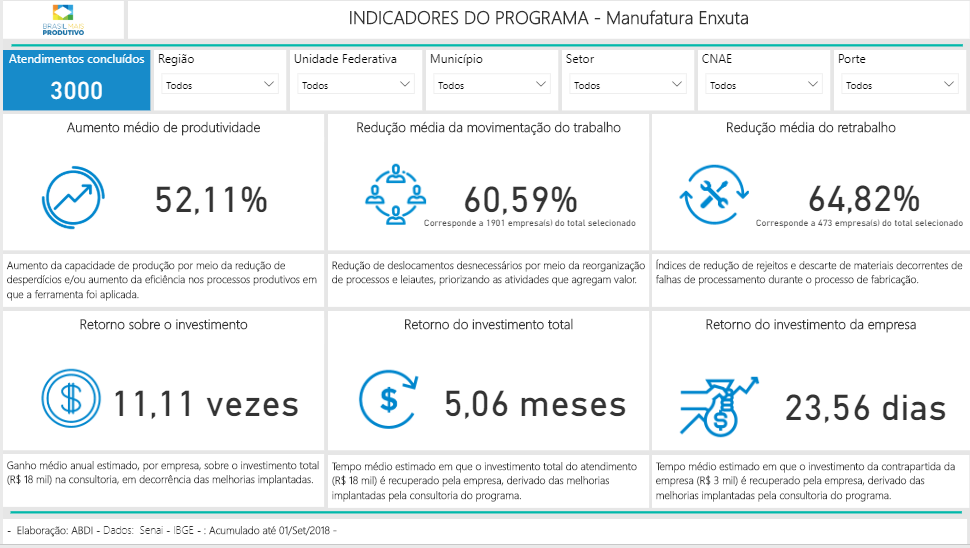 BRASIL MAIS
PRODUTIVO
INDICADORES DO PROGRAMA - Manufatura Enxuta
Atendimentos concluídos
3000
Região
Todos
Unidade Federativa
Todos
Município
Todos
Setor
Todos
CNAE
Todos
Porte
Todos
Aumento médio de produtividade
52,11%
Redução média da movimentação do trabalho
60,59%
Corresponde a 1901 empresa(s) do total selecionado
Redução média do retrabalho
64,82%
Corresponde a 473 empresa(s) do total selecionado
Aumento da capacidade de produção por meio da redução de
desperdícios e/ou aumento da eficiência nos processos produtivos em
que a ferramenta foi aplicada.
Redução de deslocamentos desnecessários por meio da reorganização
de processos e leiautes, priorizando as atividades que agregam valor.
Índices de redução de rejeitos e descarte de materiais decorrentes de
falhas de processamento durante o processo de fabricação.
Retorno sobre o investimento
$
11,11 vezes
Retorno do investimento total
$
5,06 meses
Retorno do investimento da empresa
$
23,56 dias
Ganho médio anual estimado, por empresa, sobre o investimento total
(R$ 18 mil) na consultoria, em decorrência das melhorias implantadas.
Tempo médio estimado em que o investimento total do atendimento
(R$ 18 mil) é recuperado pela empresa, derivado das melhorias
implantadas pela consultoria do programa.
Tempo médio estimado em que o investimento da contrapartida da
empresa (R$ 3 mil) é recuperado pela empresa, derivado das
melhorias implantadas pela consultoria do programa.
- Elaboração: ABDI - Dados: Senai - IBGE - : Acumulado até 01/Set/2018 -